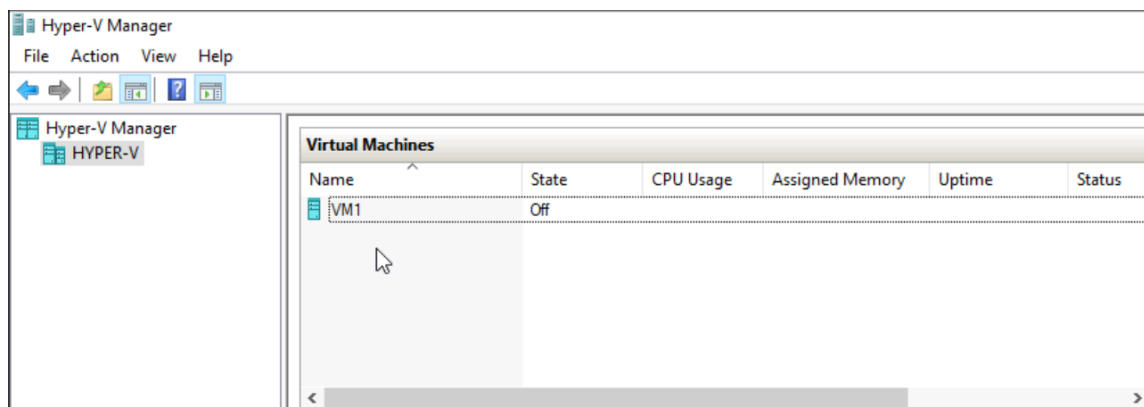 Hyper-V Manager
File Action View Help
?
Hyper-V Manager
HYPER-V
Virtual Machines
Name State CPU Usage Assigned Memory Uptime Status
VM1 Off